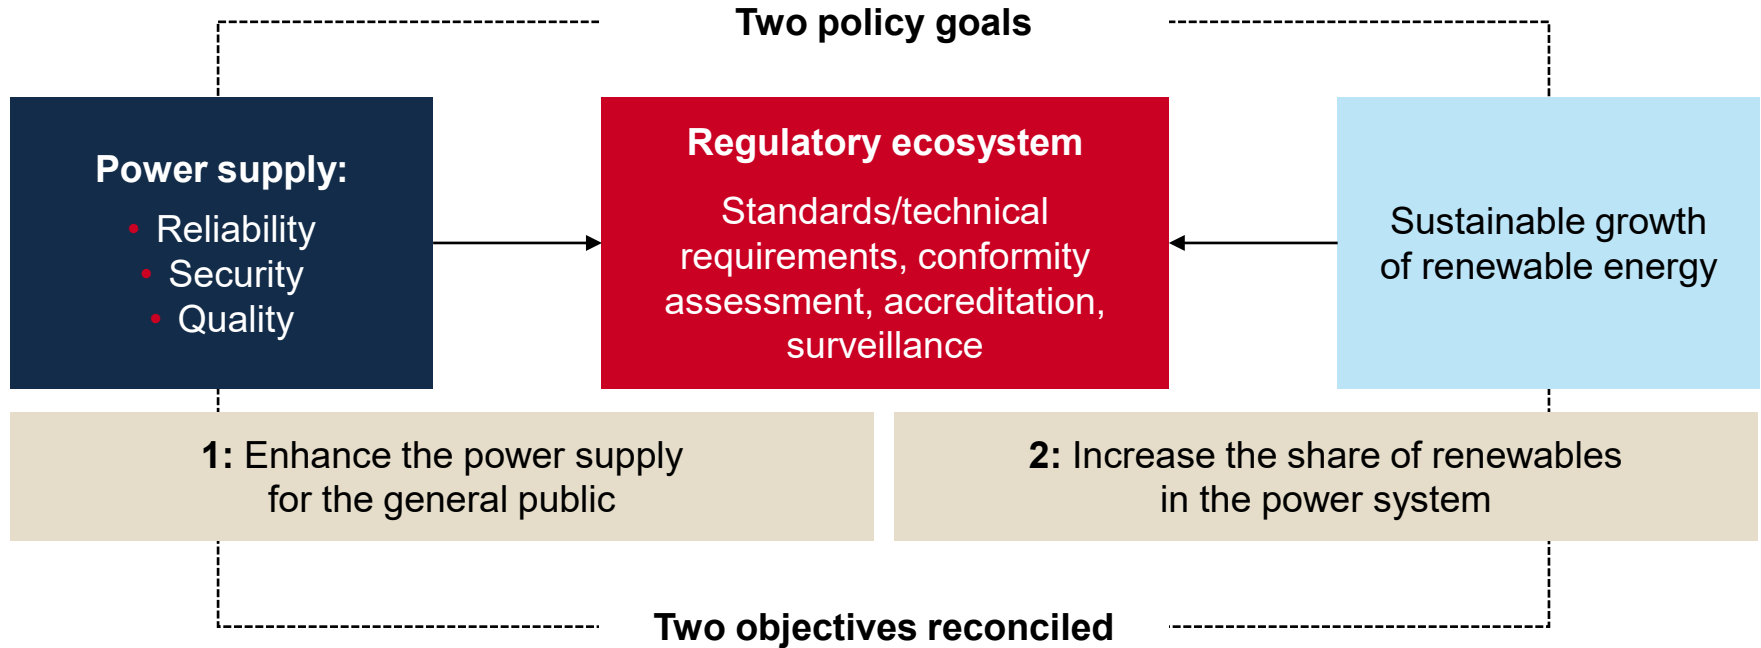 Two policy goals
Power supply:
• Reliability
• Security
• Quality
Regulatory ecosystem
Standards/technical
requirements, conformity
assessment, accreditation,
surveillance
Sustainable growth
of renewable energy
1: Enhance the power supply
for the general public
2: Increase the share of renewables
in the power system
Two objectives reconciled